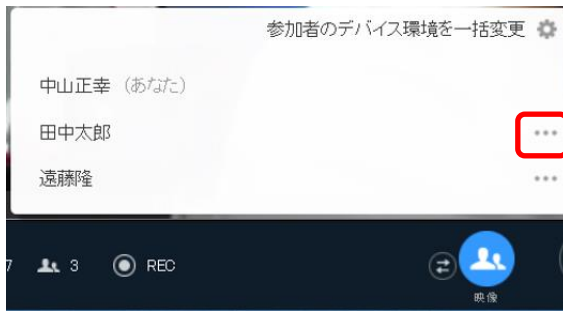 参加者のデバイス環境を一括変更
中山正幸 (あなた)
田中太郎
遠藤隆
7 3 REC
映像